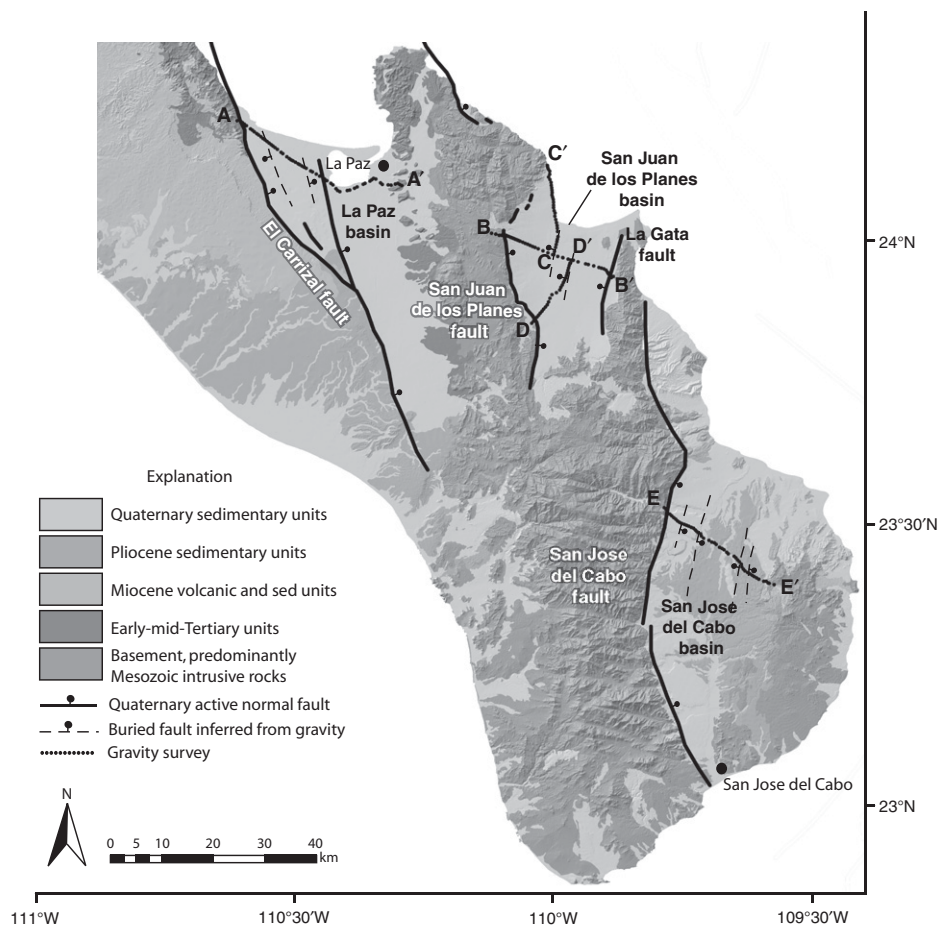 A
La Paz
A′
La Paz
basin
El Carrizal fault
C′
San Juan
de los Planes
basin
B
D′
La Gata
fault
C
B′
San Juan
de los Planes
fault
D
24°N
E
23°30′N
San Jose
del Cabo
fault
E′
San Jose
del Cabo
basin
San Jose del Cabo
23°N
Explanation
Quaternary sedimentary units
Pliocene sedimentary units
Miocene volcanic and sed units
Early-mid-Tertiary units
Basement, predominantly
Mesozoic intrusive rocks
Quaternary active normal fault
Buried fault inferred from gravity
Gravity survey
N
0 5 10 20 30 40
km
111°W 110°30′W 110°W 109°30′W